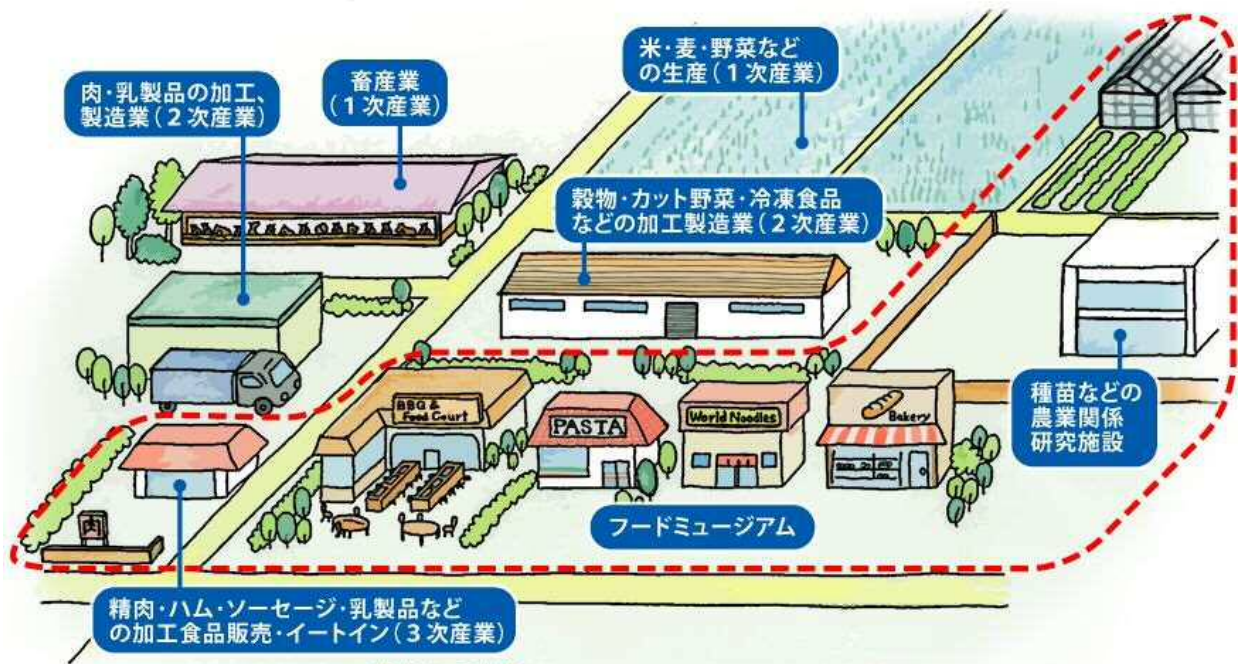 米・麦・野菜など
の生産(1次産業)
畜産業
(1次産業)
肉・乳製品の加工、
製造業(2次産業)
穀物・カット野菜・冷凍食品
などの加工製造業(2次産業)
種苗などの
農業関係
研究施設
BBQ &
Food Court
PASTA
World Noodles
Bakery
肉
フードミュージアム
精肉・ハム・ソーセージ・乳製品など
の加工食品販売・イートイン(3次産業)